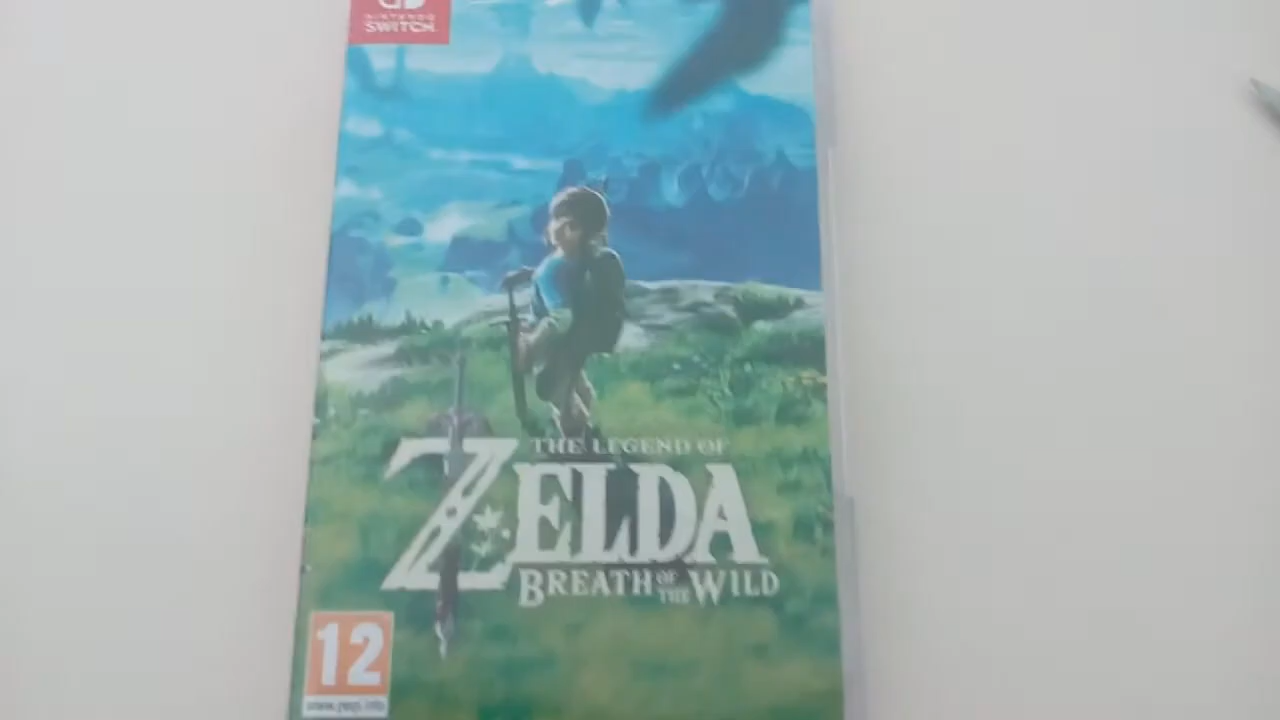 NINTENDO
SWITCH
THE LEGEND OF
ZELDA
BREATH OF THE WILD
12
www.pegi.info